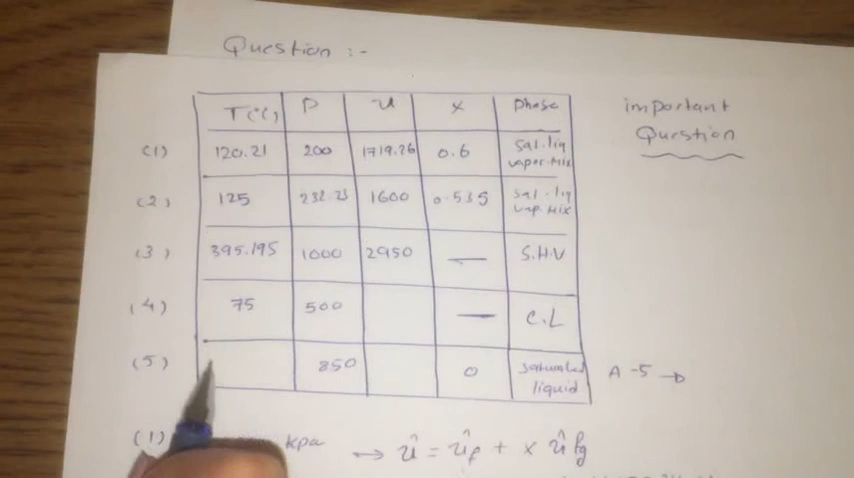 Question :-
important
Question
T(°C) P u x phase
(1) 120.21 200 1719.26 0.6 sat.liq vapor.mix
(2) 125 232.23 1600 0.535 sat.liq vap.mix
(3) 395.195 1000 2950 — S.H.V
(4) 75 500 — C.L
(5) 850 0 saturated liquid A-5 →
(1) kpa ↔ û = ûf + x ûfg